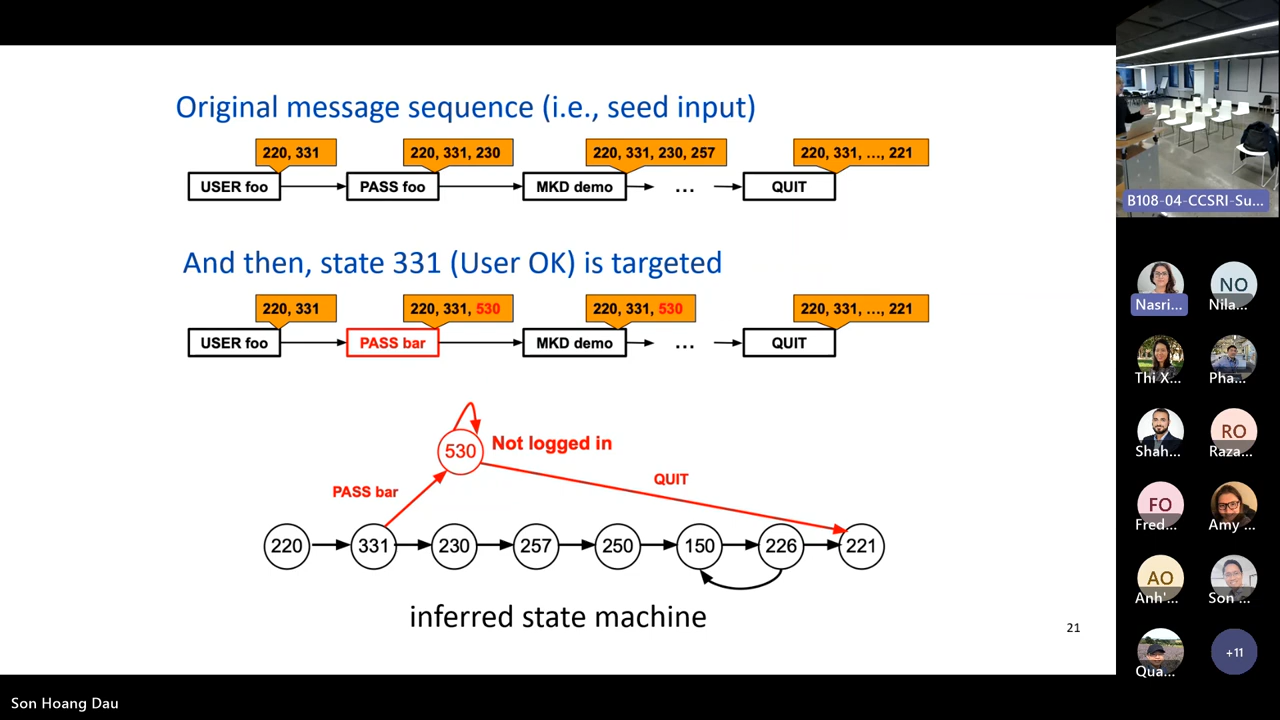 Original message sequence (i.e., seed input)
220, 331
220, 331, 230
220, 331, 230, 257
220, 331, ..., 221
USER foo
PASS foo
MKD demo
...
QUIT
And then, state 331 (User OK) is targeted
220, 331
220, 331, 530
220, 331, 530
220, 331, ..., 221
USER foo
PASS bar
MKD demo
...
QUIT
530
Not logged in
PASS bar
QUIT
220
331
230
257
250
150
226
221
inferred state machine
21
Son Hoang Dau
B108-04-CCSRI-Su...
Nasri...
NO
Nila...
Thi X...
Pha...
Shah...
RO
Raza...
FO
Fred...
Amy ...
AO
Anh'...
Son ...
Qua...
+11